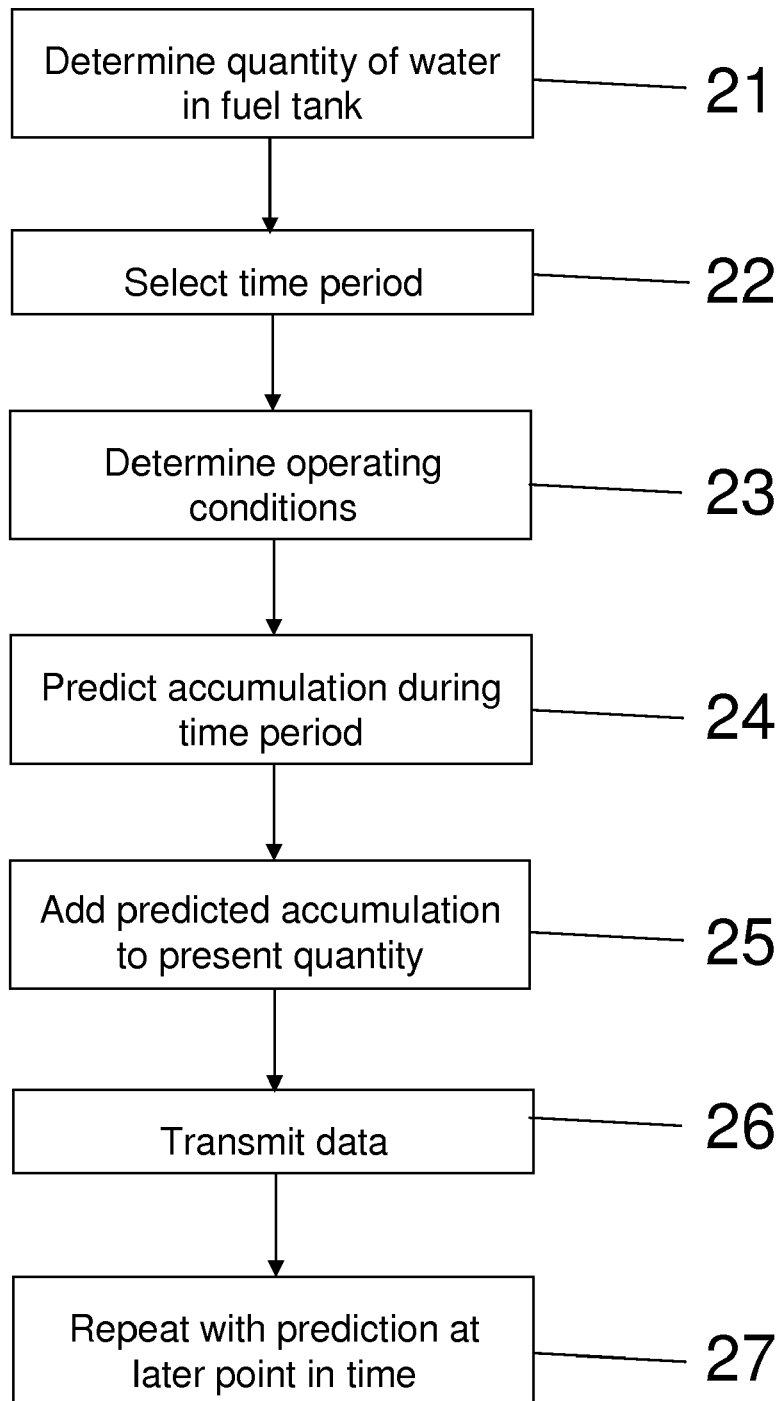 Determine quantity of water
in fuel tank
21
Select time period
22
Determine operating
conditions
23
Predict accumulation during
time period
24
Add predicted accumulation
to present quantity
25
Transmit data
26
Repeat with prediction at
later point in time
27